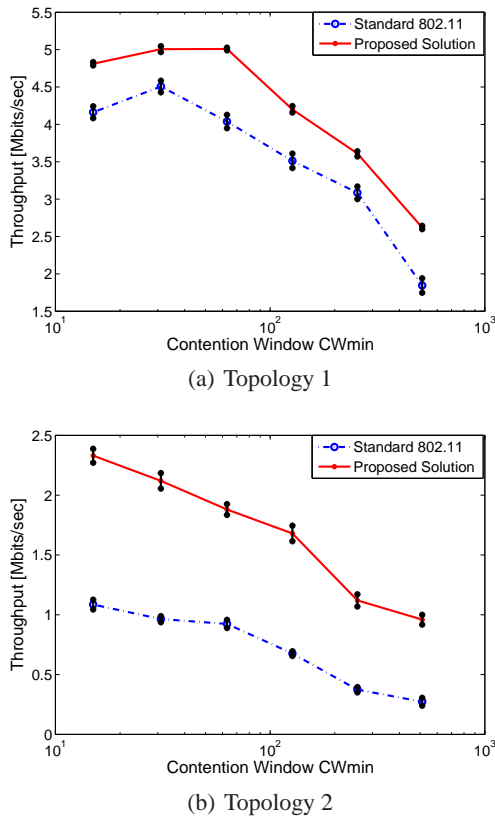 5.5
5
4.5
4
3.5
3
2.5
2
1.5
Throughput [Mbits/sec]
Standard 802.11
Proposed Solution
10^1
10^2
10^3
Contention Window CWmin
(a) Topology 1
2.5
2
1.5
1
0.5
0
Throughput [Mbits/sec]
Standard 802.11
Proposed Solution
10^1
10^2
10^3
Contention Window CWmin
(b) Topology 2